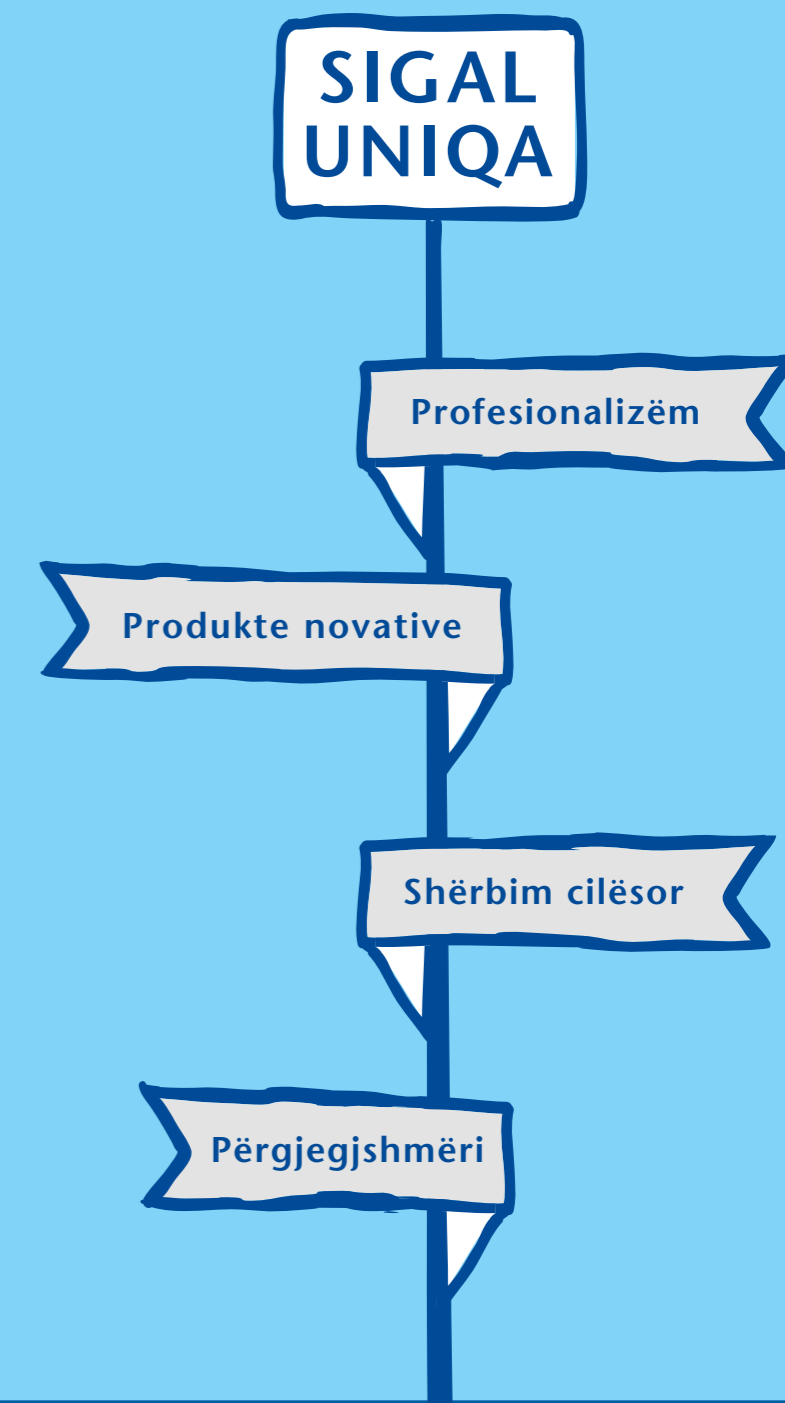 SIGAL
UNIQA
Profesionalizëm
Produkte novative
Shërbim cilësor
Përgjegjshmëri